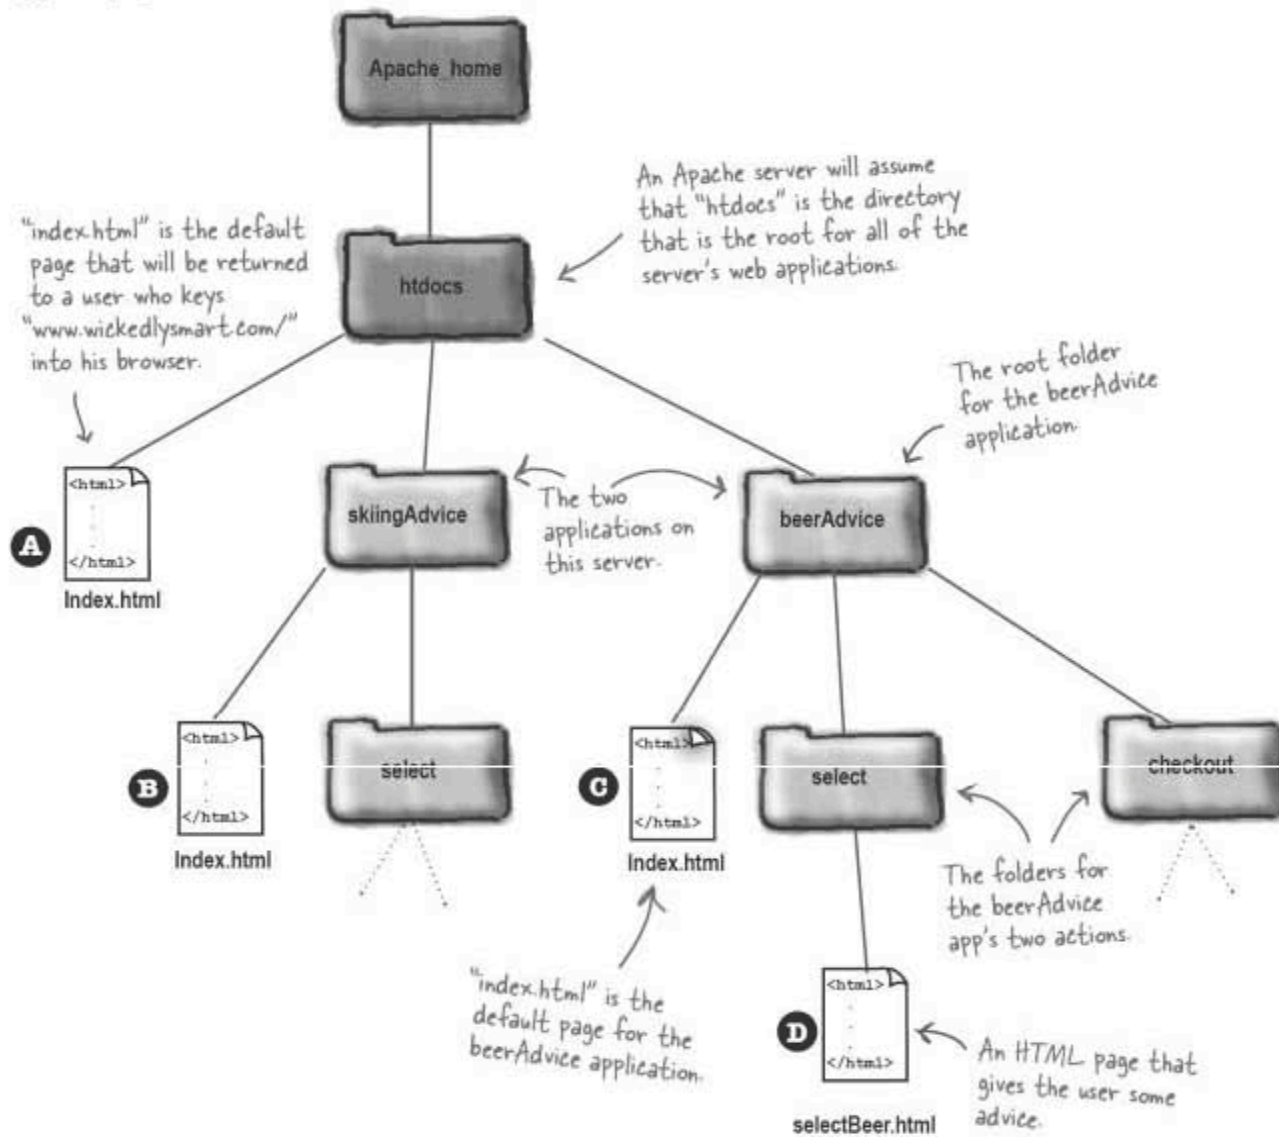 Apache_home
An Apache server will assume
that "htdocs" is the directory
that is the root for all of the
server's web applications.
"index.html" is the default
page that will be returned
to a user who keys
"www.wickedlysmart.com/"
into his browser.
htdocs
The root folder
for the beerAdvice
application.
<html>
</html>
A
Index.html
skiingAdvice
The two
applications on
this server.
beerAdvice
<html>
</html>
B
Index.html
select
<html>
</html>
C
Index.html
select
checkout
The folders for
the beerAdvice
app's two actions.
"index.html" is the
default page for the
beerAdvice application.
<html>
</html>
D
selectBeer.html
An HTML page that
gives the user some
advice.